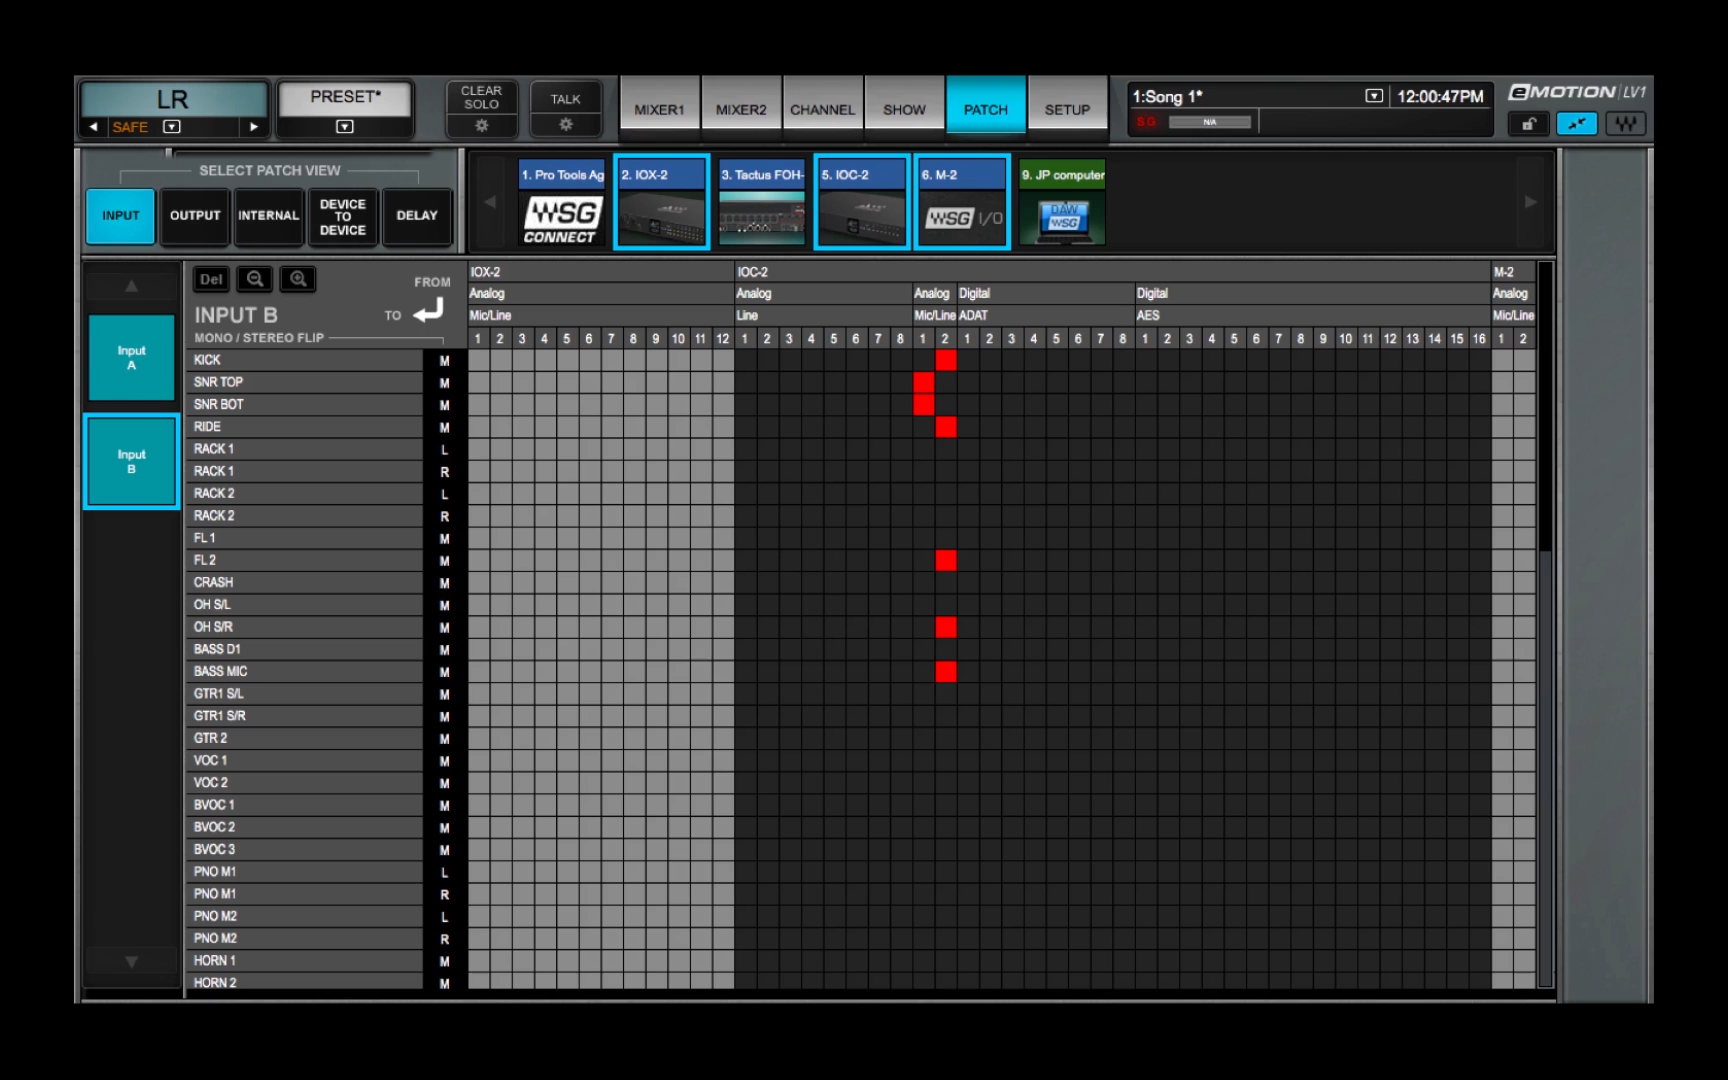 LR
PRESET*
CLEAR
SOLO
TALK
MIXER1
MIXER2
CHANNEL
SHOW
PATCH
SETUP
1:Song 1*
12:00:47PM
eMOTION|LV1
SAFE
SG
N/A
SELECT PATCH VIEW
INPUT
OUTPUT
INTERNAL
DEVICE
TO
DEVICE
DELAY
1. Pro Tools Ag
SG
CONNECT
2. IOX-2
3. Tactus FOH-
5. IOC-2
6. M-2
SG I/O
9. JP computer
DAW
SG
Input
A
Input
B
Del
FROM
INPUT B
TO
MONO / STEREO FLIP
IOX-2
IOC-2
M-2
Analog
Analog
Analog
Digital
Digital
Analog
Mic/Line
Line
Mic/Line
ADAT
AES
Mic/Line
1 2 3 4 5 6 7 8 9 10 11 12 1 2 3 4 5 6 7 8 1 2 1 2 3 4 5 6 7 8 1 2 3 4 5 6 7 8 9 10 11 12 13 14 15 16 1 2
KICK M
SNR TOP M
SNR BOT M
RIDE M
RACK 1 L
RACK 1 R
RACK 2 L
RACK 2 R
FL 1 M
FL 2 M
CRASH M
OH S/L M
OH S/R M
BASS D1 M
BASS MIC M
GTR1 S/L M
GTR1 S/R M
GTR 2 M
VOC 1 M
VOC 2 M
BVOC 1 M
BVOC 2 M
BVOC 3 M
PNO M1 L
PNO M1 R
PNO M2 L
PNO M2 R
HORN 1 M
HORN 2 M